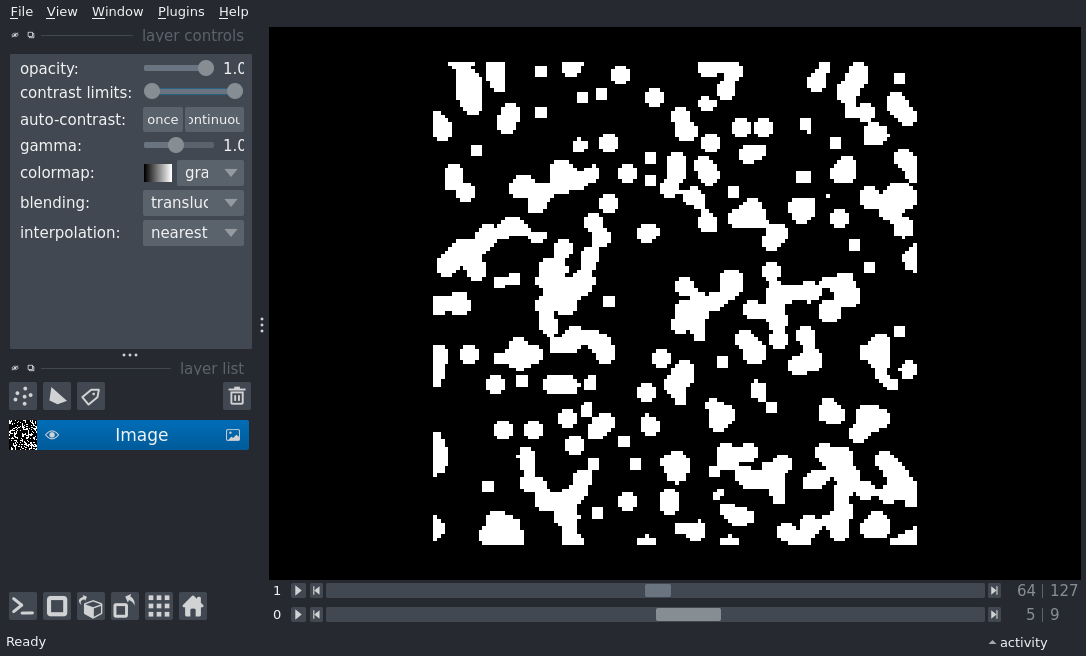 File View Window Plugins Help
layer controls
opacity: 1.0
contrast limits:
auto-contrast: once ontinuou
gamma: 1.0
colormap: gra
blending: transluc
interpolation: nearest
layer list
Image
1 64 | 127
0 5 | 9
Ready activity